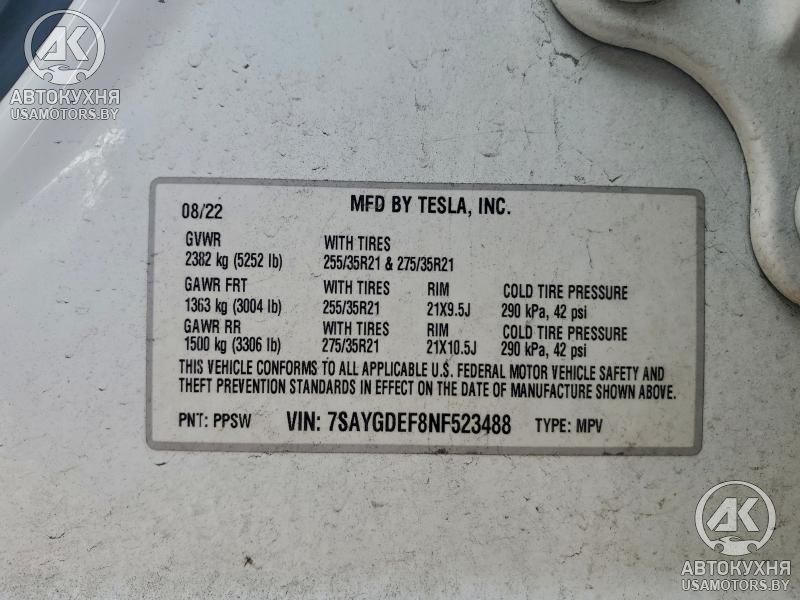 AK
АВТОКУХНЯ
USAMOTORS.BY
08/22 MFD BY TESLA, INC.
GVWR WITH TIRES
2382 kg (5252 lb) 255/35R21 & 275/35R21
GAWR FRT WITH TIRES RIM COLD TIRE PRESSURE
1363 kg (3004 lb) 255/35R21 21X9.5J 290 kPa, 42 psi
GAWR RR WITH TIRES RIM COLD TIRE PRESSURE
1500 kg (3306 lb) 275/35R21 21X10.5J 290 kPa, 42 psi
THIS VEHICLE CONFORMS TO ALL APPLICABLE U.S. FEDERAL MOTOR VEHICLE SAFETY AND
THEFT PREVENTION STANDARDS IN EFFECT ON THE DATE OF MANUFACTURE SHOWN ABOVE.
PNT: PPSW VIN: 7SAYGDEF8NF523488 TYPE: MPV
AK
АВТОКУХНЯ
USAMOTORS.BY